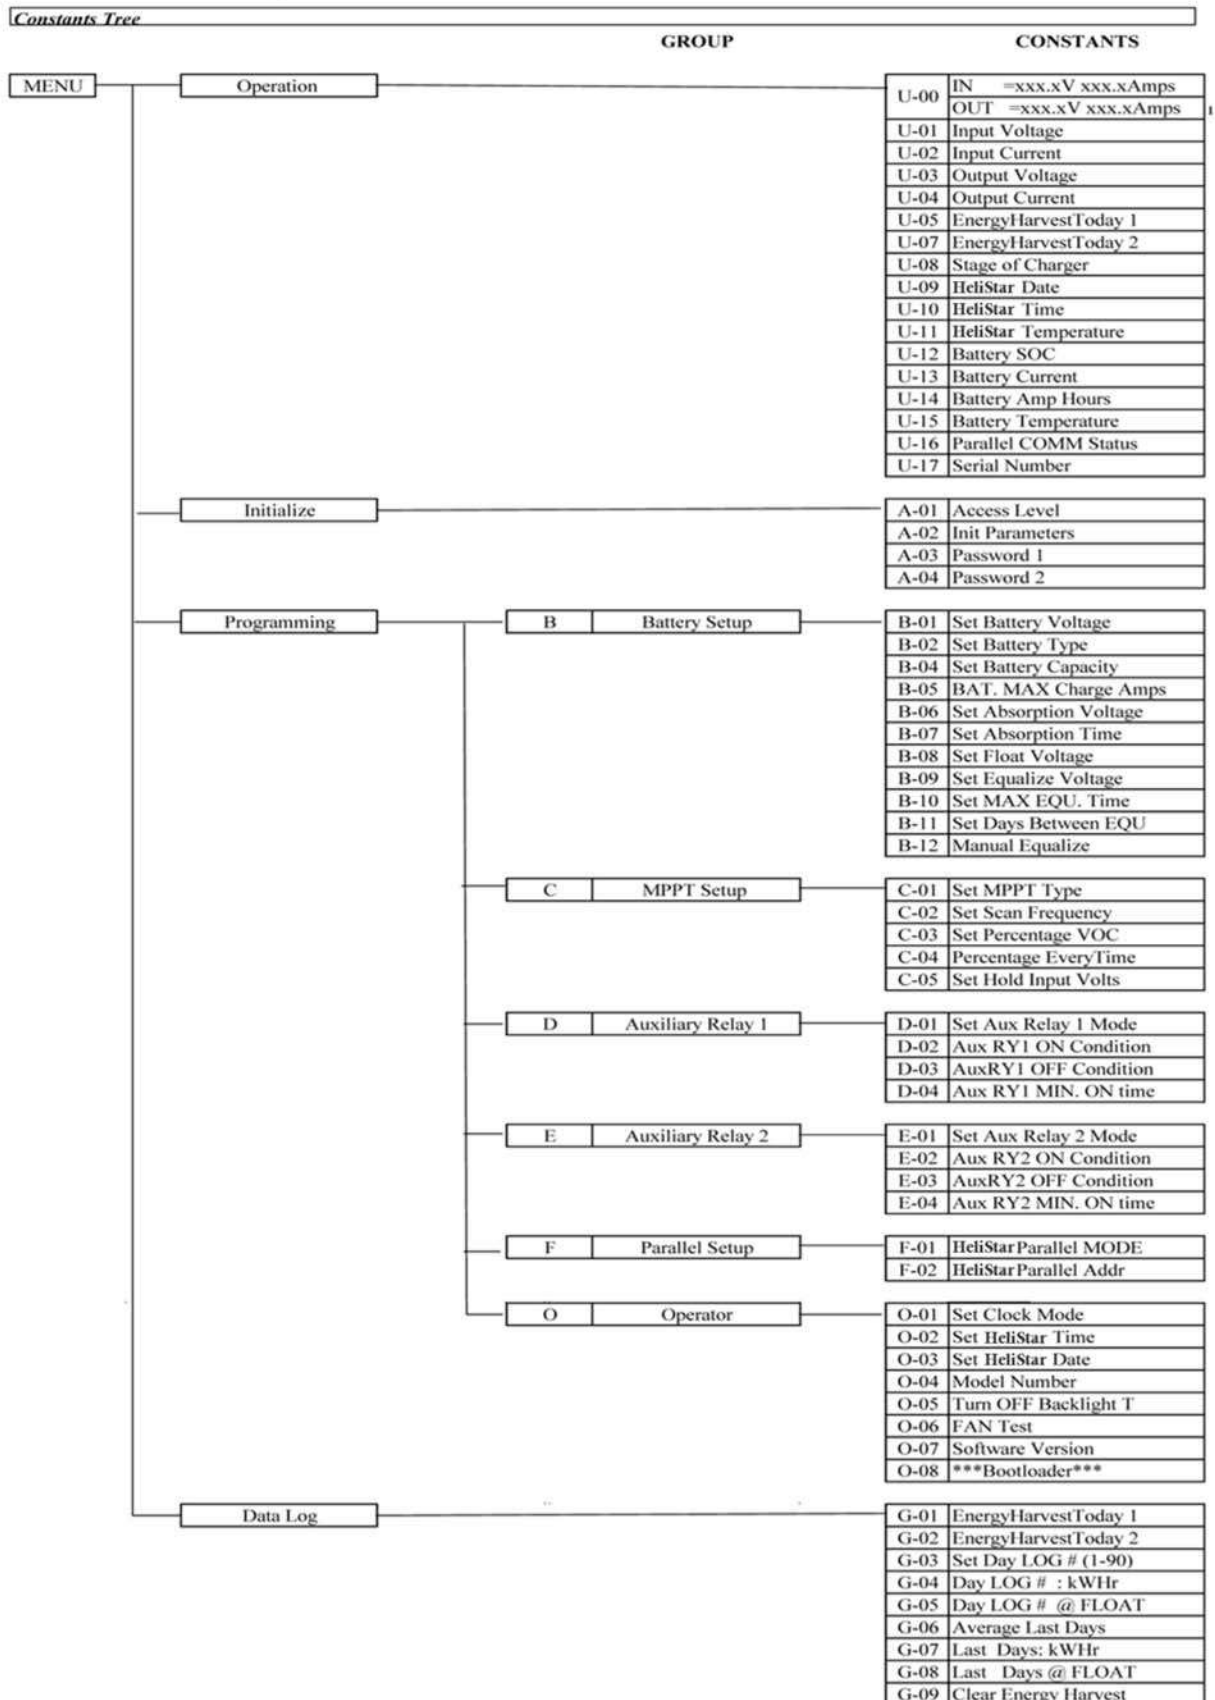 Constants Tree
GROUP CONSTANTS
MENU Operation
U-00 IN =xxx.xV xxx.xAmps
OUT =xxx.xV xxx.xAmps 1
U-01 Input Voltage
U-02 Input Current
U-03 Output Voltage
U-04 Output Current
U-05 EnergyHarvestToday 1
U-07 EnergyHarvestToday 2
U-08 Stage of Charger
U-09 HeliStar Date
U-10 HeliStar Time
U-11 HeliStar Temperature
U-12 Battery SOC
U-13 Battery Current
U-14 Battery Amp Hours
U-15 Battery Temperature
U-16 Parallel COMM Status
U-17 Serial Number
Initialize
A-01 Access Level
A-02 Init Parameters
A-03 Password 1
A-04 Password 2
Programming
B Battery Setup
B-01 Set Battery Voltage
B-02 Set Battery Type
B-04 Set Battery Capacity
B-05 BAT. MAX Charge Amps
B-06 Set Absorption Voltage
B-07 Set Absorption Time
B-08 Set Float Voltage
B-09 Set Equalize Voltage
B-10 Set MAX EQU. Time
B-11 Set Days Between EQU
B-12 Manual Equalize
C MPPT Setup
C-01 Set MPPT Type
C-02 Set Scan Frequency
C-03 Set Percentage VOC
C-04 Percentage EveryTime
C-05 Set Hold Input Volts
D Auxiliary Relay 1
D-01 Set Aux Relay 1 Mode
D-02 Aux RY1 ON Condition
D-03 AuxRY1 OFF Condition
D-04 Aux RY1 MIN. ON time
E Auxiliary Relay 2
E-01 Set Aux Relay 2 Mode
E-02 Aux RY2 ON Condition
E-03 AuxRY2 OFF Condition
E-04 Aux RY2 MIN. ON time
F Parallel Setup
F-01 HeliStarParallel MODE
F-02 HeliStarParallel Addr
O Operator
O-01 Set Clock Mode
O-02 Set HeliStar Time
O-03 Set HeliStar Date
O-04 Model Number
O-05 Turn OFF Backlight T
O-06 FAN Test
O-07 Software Version
O-08 ***Bootloader***
Data Log
G-01 EnergyHarvestToday 1
G-02 EnergyHarvestToday 2
G-03 Set Day LOG # (1-90)
G-04 Day LOG # : kWHr
G-05 Day LOG # @ FLOAT
G-06 Average Last Days
G-07 Last Days: kWHr
G-08 Last Days @ FLOAT
G-09 Clear Energy Harvest